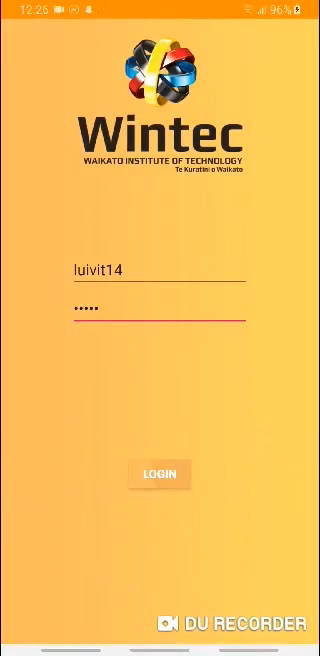 12:26
96%
Wintec
WAIKATO INSTITUTE OF TECHNOLOGY
Te Kuratini o Waikato
luivit14
•••••
LOGIN
DU RECORDER